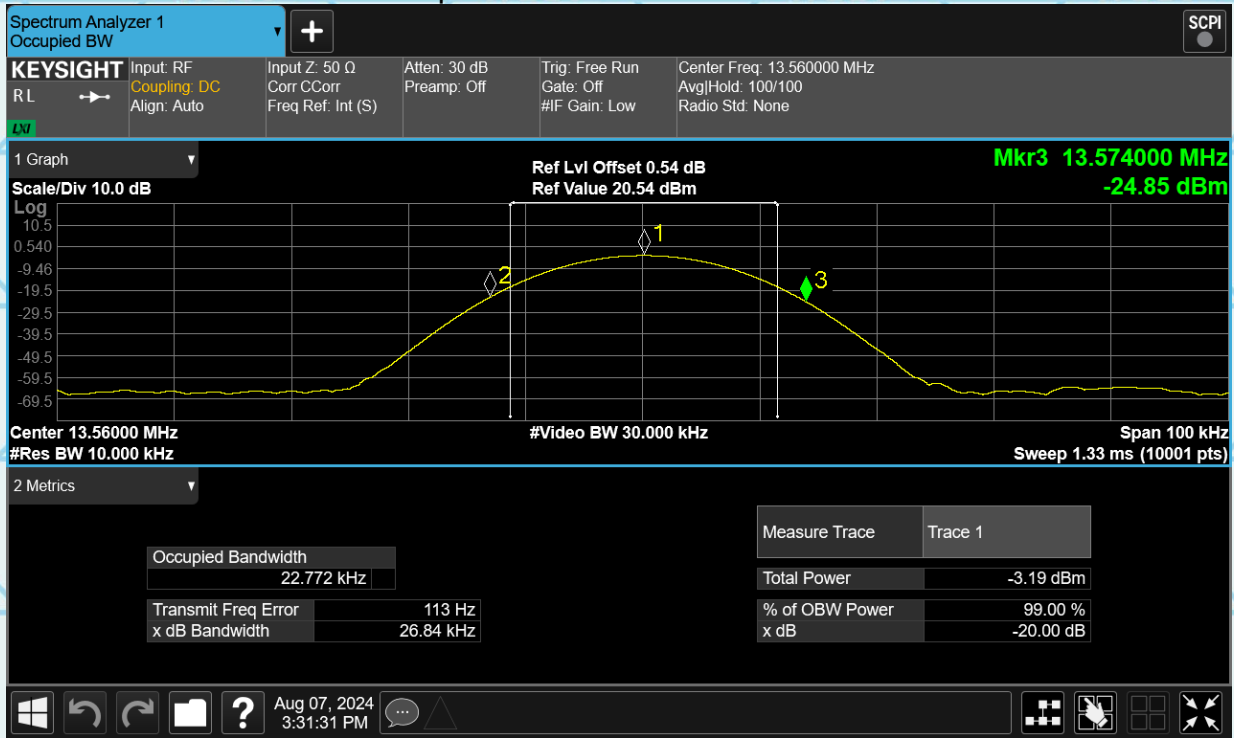 Spectrum Analyzer 1
Occupied BW
+
SCPI
KEYSIGHT
R L
LXI
Input: RF
Coupling: DC
Align: Auto
Input Z: 50 Ω
Corr CCorr
Freq Ref: Int (S)
Atten: 30 dB
Preamp: Off
Trig: Free Run
Gate: Off
#IF Gain: Low
Center Freq: 13.560000 MHz
Avg|Hold: 100/100
Radio Std: None
1 Graph
Ref Lvl Offset 0.54 dB
Mkr3 13.574000 MHz
Scale/Div 10.0 dB
Ref Value 20.54 dBm
-24.85 dBm
Log
10.5
0.540
-9.46
-19.5
-29.5
-39.5
-49.5
-59.5
-69.5
1
2
3
Center 13.56000 MHz
#Video BW 30.000 kHz
Span 100 kHz
#Res BW 10.000 kHz
Sweep 1.33 ms (10001 pts)
2 Metrics
Occupied Bandwidth
22.772 kHz
Transmit Freq Error 113 Hz
x dB Bandwidth 26.84 kHz
Measure Trace Trace 1
Total Power -3.19 dBm
% of OBW Power 99.00 %
x dB -20.00 dB
?
Aug 07, 2024
3:31:31 PM